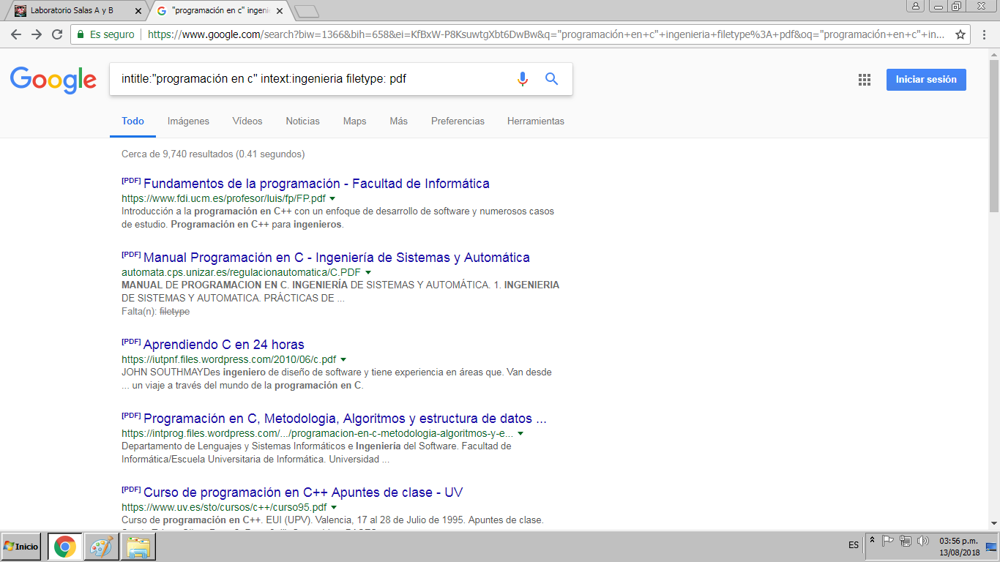 Laboratorio Salas A y B
"programación en c" ingeni
Es seguro
https://www.google.com/search?biw=1366&bih=658&ei=KfBxW-P8KsuwtgXbt6DwBw&q="programación+en+c"+ingenieria+filetype%3A+pdf&oq="programación+en+c"+in...
Google
intitle:"programación en c" intext:ingenieria filetype: pdf
Iniciar sesión
Todo Imágenes Vídeos Noticias Maps Más Preferencias Herramientas
Cerca de 9,740 resultados (0.41 segundos)
[PDF] Fundamentos de la programación - Facultad de Informática
https://www.fdi.ucm.es/profesor/luis/fp/FP.pdf
Introducción a la programación en C++ con un enfoque de desarrollo de software y numerosos casos
de estudio. Programación en C++ para ingenieros.
[PDF] Manual Programación en C - Ingeniería de Sistemas y Automática
automata.cps.unizar.es/regulacionautomatica/C.PDF
MANUAL DE PROGRAMACION EN C. INGENIERÍA DE SISTEMAS Y AUTOMÁTICA. 1. INGENIERIA
DE SISTEMAS Y AUTOMATICA. PRÁCTICAS DE ...
Falta(n): filetype
[PDF] Aprendiendo C en 24 horas
https://iutpnf.files.wordpress.com/2010/06/c.pdf
JOHN SOUTHMAYDes ingeniero de diseño de software y tiene experiencia en áreas que. Van desde
... un viaje a través del mundo de la programación en C.
[PDF] Programación en C, Metodologia, Algoritmos y estructura de datos ...
https://intprog.files.wordpress.com/.../programacion-en-c-metodologia-algoritmos-y-e...
Departamento de Lenguajes y Sistemas Informáticos e Ingeniería del Software. Facultad de
Informática/Escuela Universitaria de Informática. Universidad ...
[PDF] Curso de programación en C++ Apuntes de clase - UV
https://www.uv.es/sto/cursos/c++/curso95.pdf
Curso de programación en C++. EUI (UPV). Valencia, 17 al 28 de Julio de 1995. Apuntes de clase.
Inicio
ES
03:56 p.m.
13/08/2018